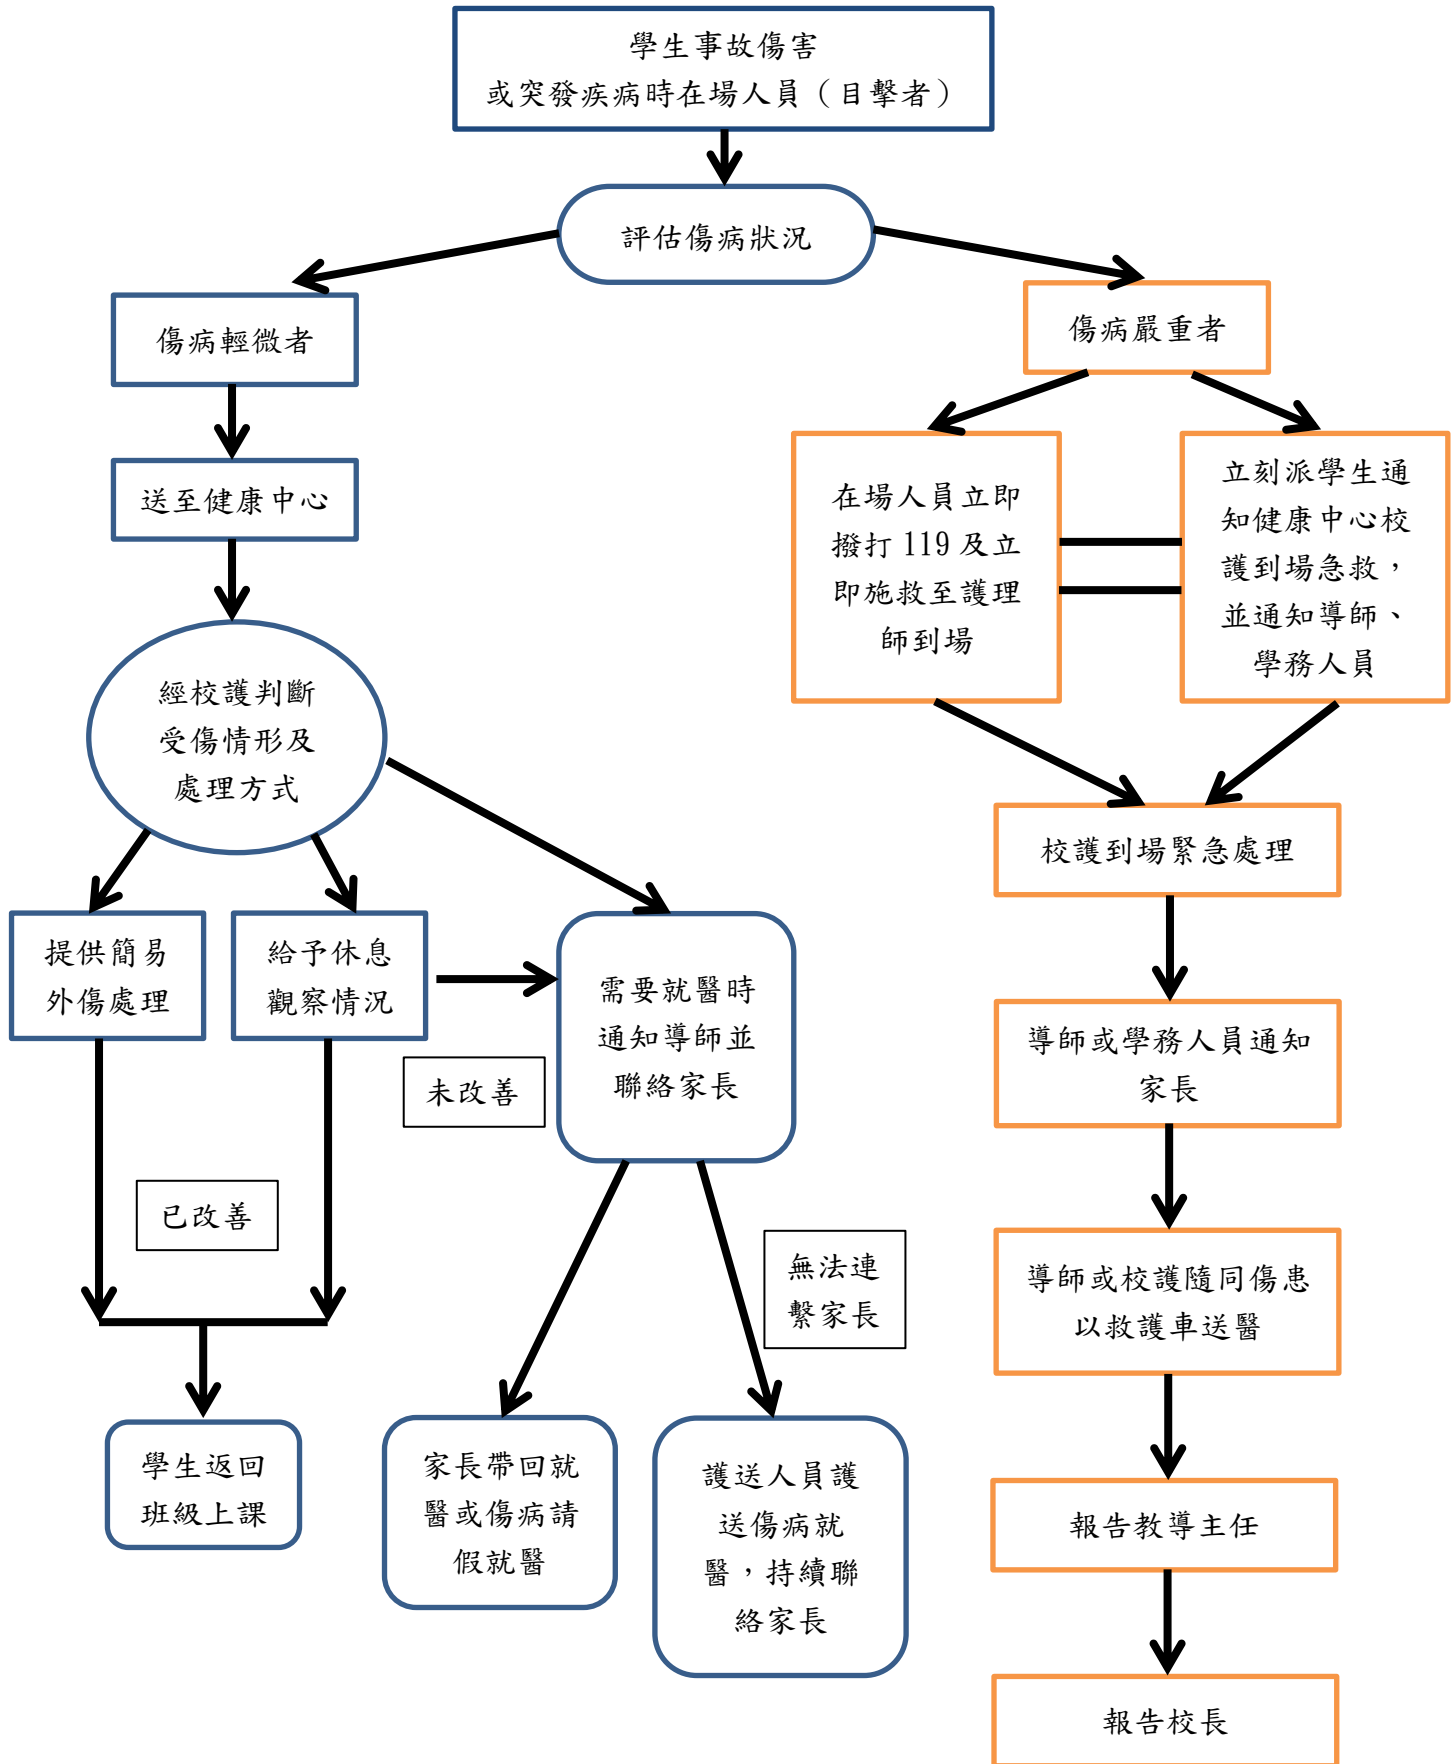 學生事故傷害
或突發疾病時在場人員（目擊者）
評估傷病狀況
傷病輕微者
傷病嚴重者
送至健康中心
在場人員立即
撥打 119 及立
即施救至護理
師到場
立刻派學生通
知健康中心校
護到場急救，
並通知導師、
學務人員
經校護判斷
受傷情形及
處理方式
校護到場緊急處理
提供簡易
外傷處理
給予休息
觀察情況
需要就醫時
通知導師並
聯絡家長
未改善
導師或學務人員通知
家長
已改善
無法連
繫家長
導師或校護隨同傷患
以救護車送醫
學生返回
班級上課
家長帶回就
醫或傷病請
假就醫
護送人員護
送傷病就
醫，持續聯
絡家長
報告教導主任
報告校長